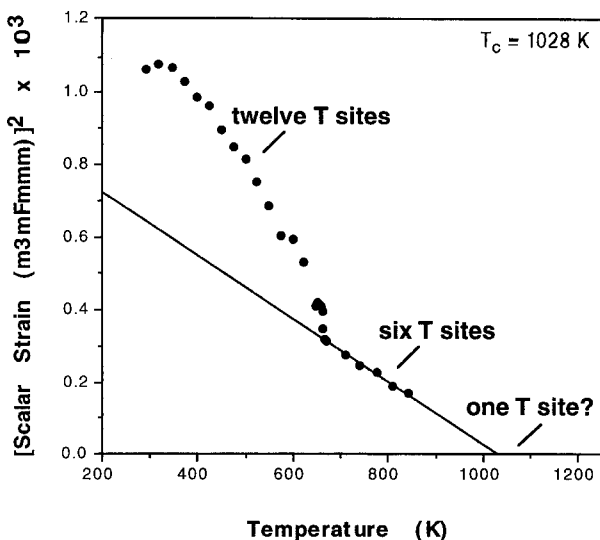 [Scalar Strain (m3mFmmm)]² x 10³
1.2
1.0
0.8
0.6
0.4
0.2
0.0
T_c = 1028 K
twelve T sites
six T sites
one T site?
200 400 600 800 1000 1200
Temperature (K)